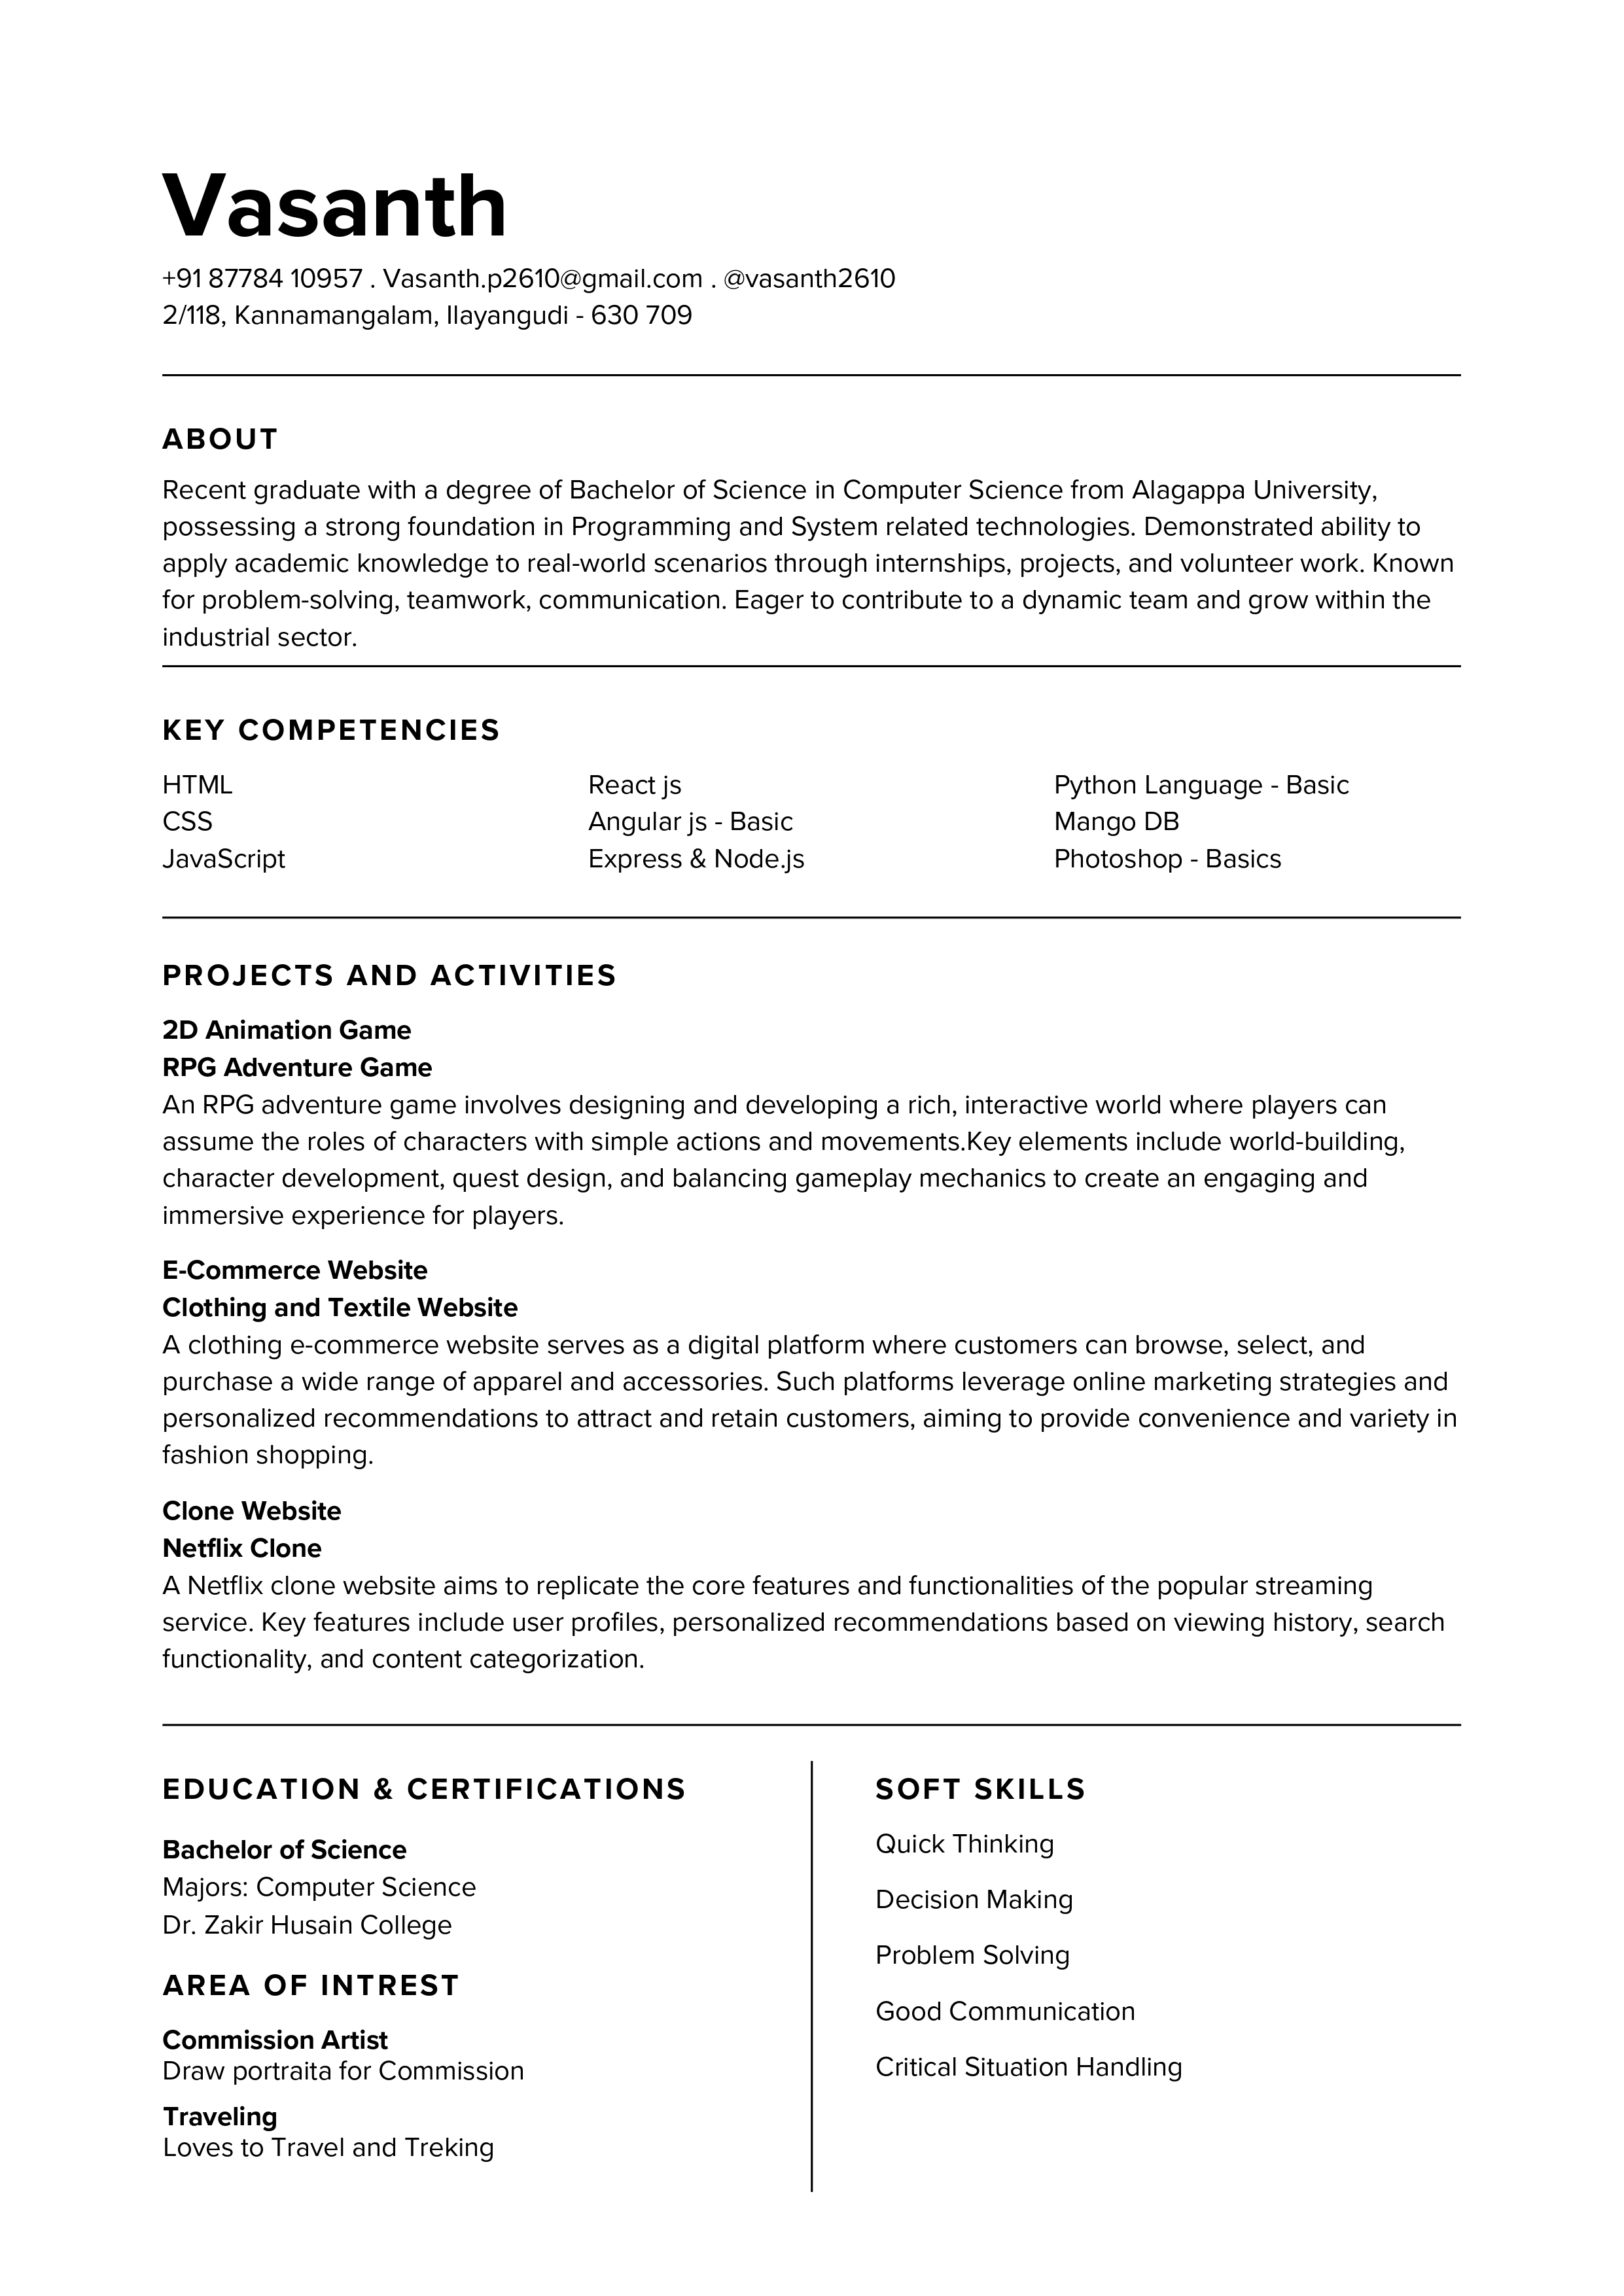 Vasanth
+91 87784 10957 . Vasanth.p2610@gmail.com . @vasanth2610
2/118, Kannamangalam, Ilayangudi - 630 709
ABOUT
Recent graduate with a degree of Bachelor of Science in Computer Science from Alagappa University,
possessing a strong foundation in Programming and System related technologies. Demonstrated ability to
apply academic knowledge to real-world scenarios through internships, projects, and volunteer work. Known
for problem-solving, teamwork, communication. Eager to contribute to a dynamic team and grow within the
industrial sector.
KEY COMPETENCIES
HTML
CSS
JavaScript
React js
Angular js - Basic
Express & Node.js
Python Language - Basic
Mango DB
Photoshop - Basics
PROJECTS AND ACTIVITIES
2D Animation Game
RPG Adventure Game
An RPG adventure game involves designing and developing a rich, interactive world where players can
assume the roles of characters with simple actions and movements.Key elements include world-building,
character development, quest design, and balancing gameplay mechanics to create an engaging and
immersive experience for players.
E-Commerce Website
Clothing and Textile Website
A clothing e-commerce website serves as a digital platform where customers can browse, select, and
purchase a wide range of apparel and accessories. Such platforms leverage online marketing strategies and
personalized recommendations to attract and retain customers, aiming to provide convenience and variety in
fashion shopping.
Clone Website
Netflix Clone
A Netflix clone website aims to replicate the core features and functionalities of the popular streaming
service. Key features include user profiles, personalized recommendations based on viewing history, search
functionality, and content categorization.
EDUCATION & CERTIFICATIONS
Bachelor of Science
Majors: Computer Science
Dr. Zakir Husain College
AREA OF INTREST
Commission Artist
Draw portraita for Commission
Traveling
Loves to Travel and Treking
SOFT SKILLS
Quick Thinking
Decision Making
Problem Solving
Good Communication
Critical Situation Handling